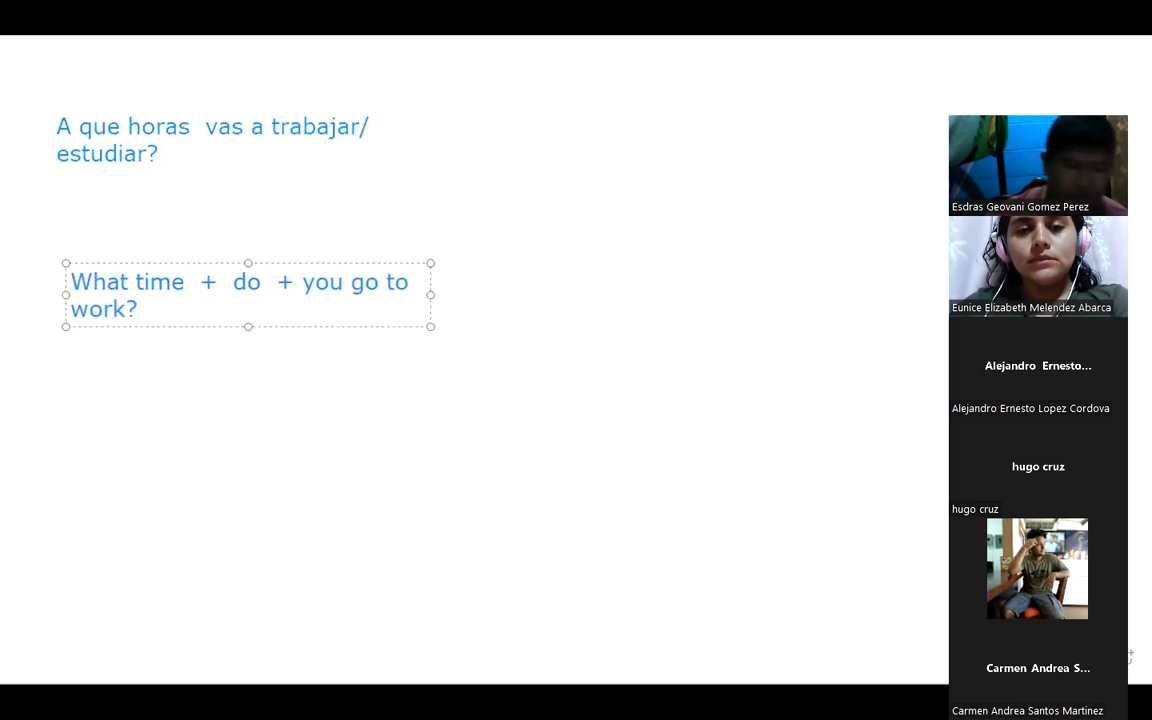 A que horas  vas a trabajar/
estudiar?
What time  +  do  + you go to
work?
Esdras Geovani Gomez Perez
Eunice Elizabeth Melendez Abarca
Alejandro  Ernesto...
Alejandro Ernesto Lopez Cordova
hugo cruz
hugo cruz
Carmen Andrea S...
Carmen Andrea Santos Martinez